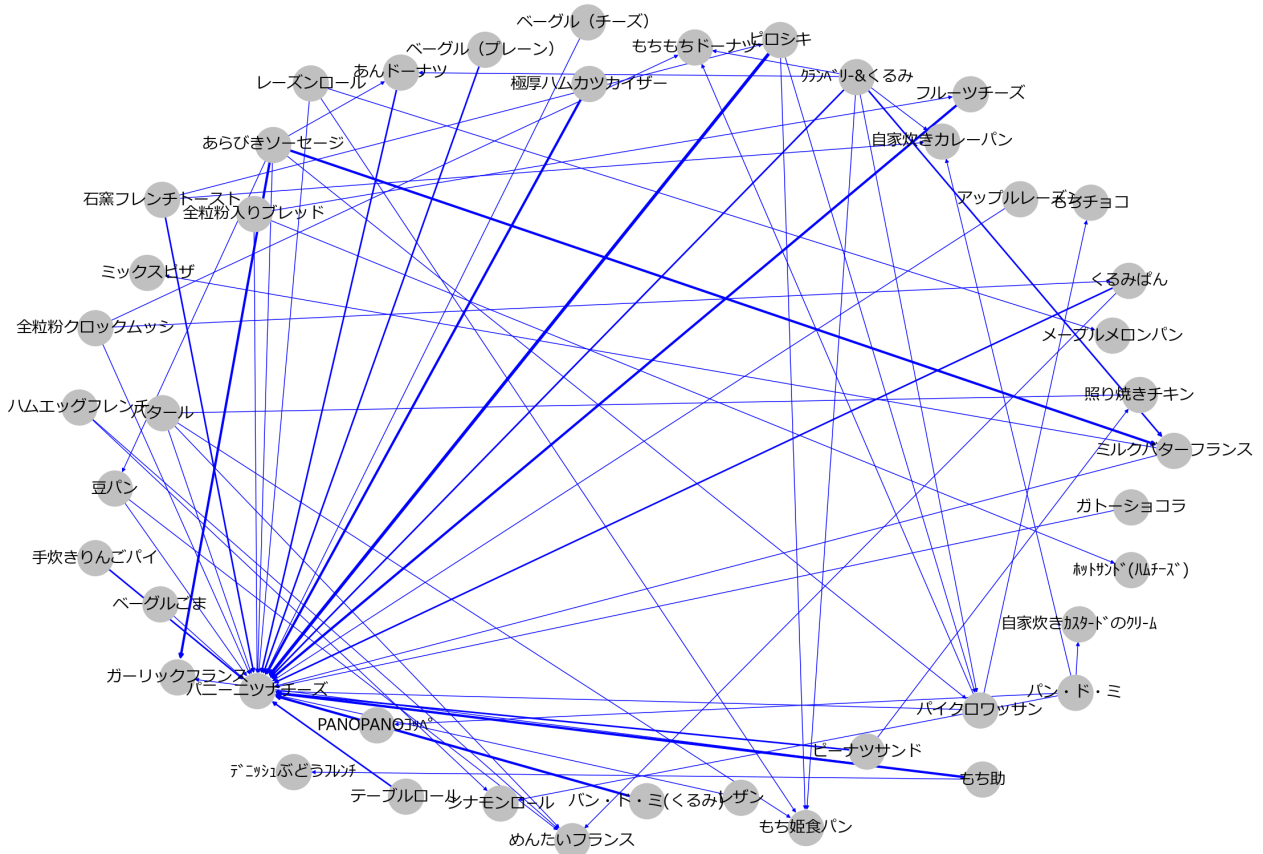 ベーグル（チーズ）
ピロシキ
もちもちドーナツ
ベーグル（プレーン）
あんドーナツ
レーズンロール
極厚ハムカツカイザー
ｸﾗﾝﾍﾞﾘｰ&くるみ
フルーツチーズ
自家炊きカレーパン
あらびきソーセージ
石窯フレンチトースト
全粒粉入りブレッド
アップルレーズン
もちチョコ
ミックスピザ
くるみぱん
全粒粉クロックムッシ
メープルメロンパン
ハムエッグフレンチ
バタール
照り焼きチキン
ミルクバターフランス
豆パン
ガトーショコラ
手炊きりんごパイ
ﾎｯﾄｻﾝﾄﾞ(ﾊﾑﾁｰｽﾞ)
ベーグルごま
自家炊きｶｽﾀｰﾄﾞのｸﾘｰﾑ
ガーリックフランス
パニーニツナチーズ
パン・ド・ミ
パイクロワッサン
PANOPANOｺｯﾍﾟ
ピーナツサンド
ﾃﾞﾆｯｼｭぶどうﾌﾚﾝﾁ
もち助
テーブルロール
シナモンロール
パン・ド・ミ(くるみ)
レザン
もち姫食パン
めんたいフランス